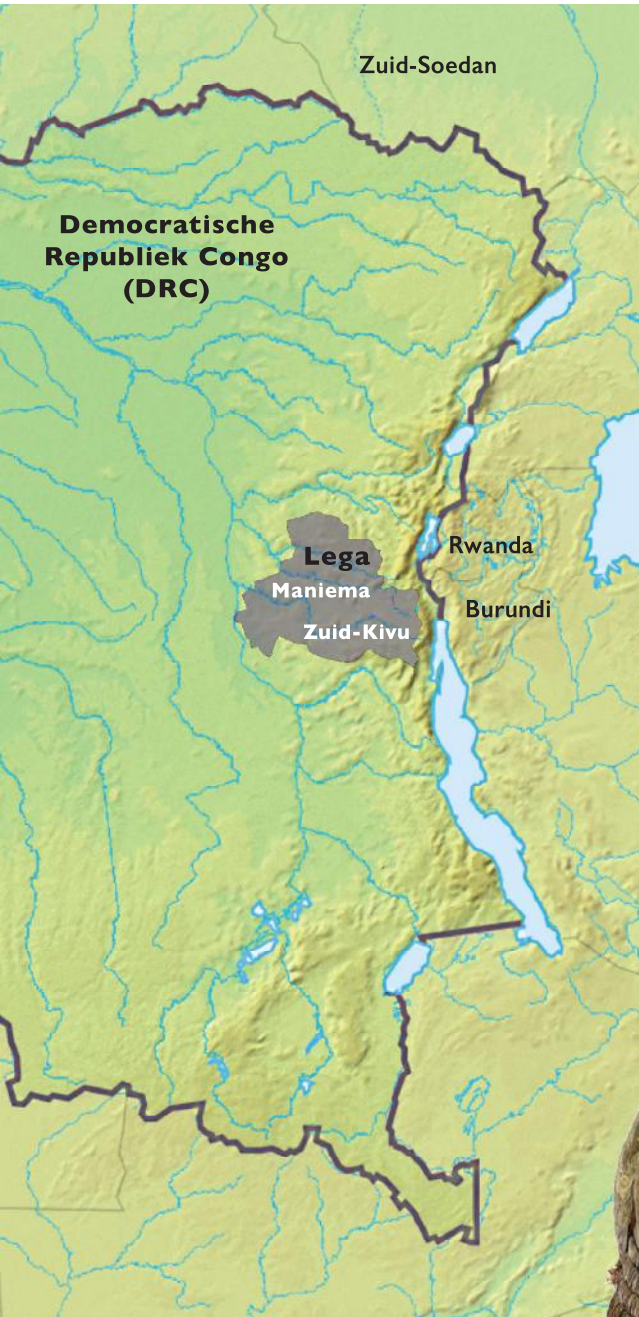 Zuid-Soedan
Democratische
Republiek Congo
(DRC)
Lega
Rwanda
Maniema
Burundi
Zuid-Kivu